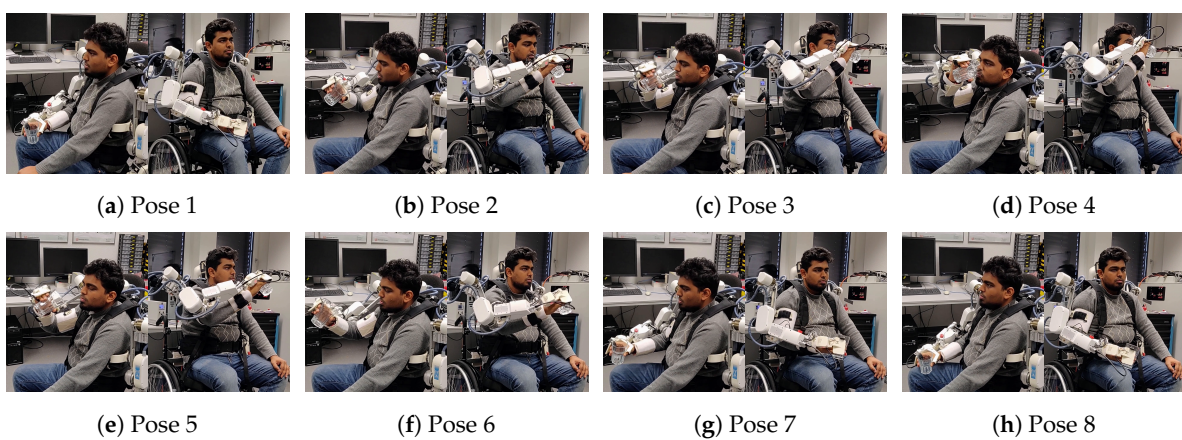 (a) Pose 1
(b) Pose 2
(c) Pose 3
(d) Pose 4
(e) Pose 5
(f) Pose 6
(g) Pose 7
(h) Pose 8